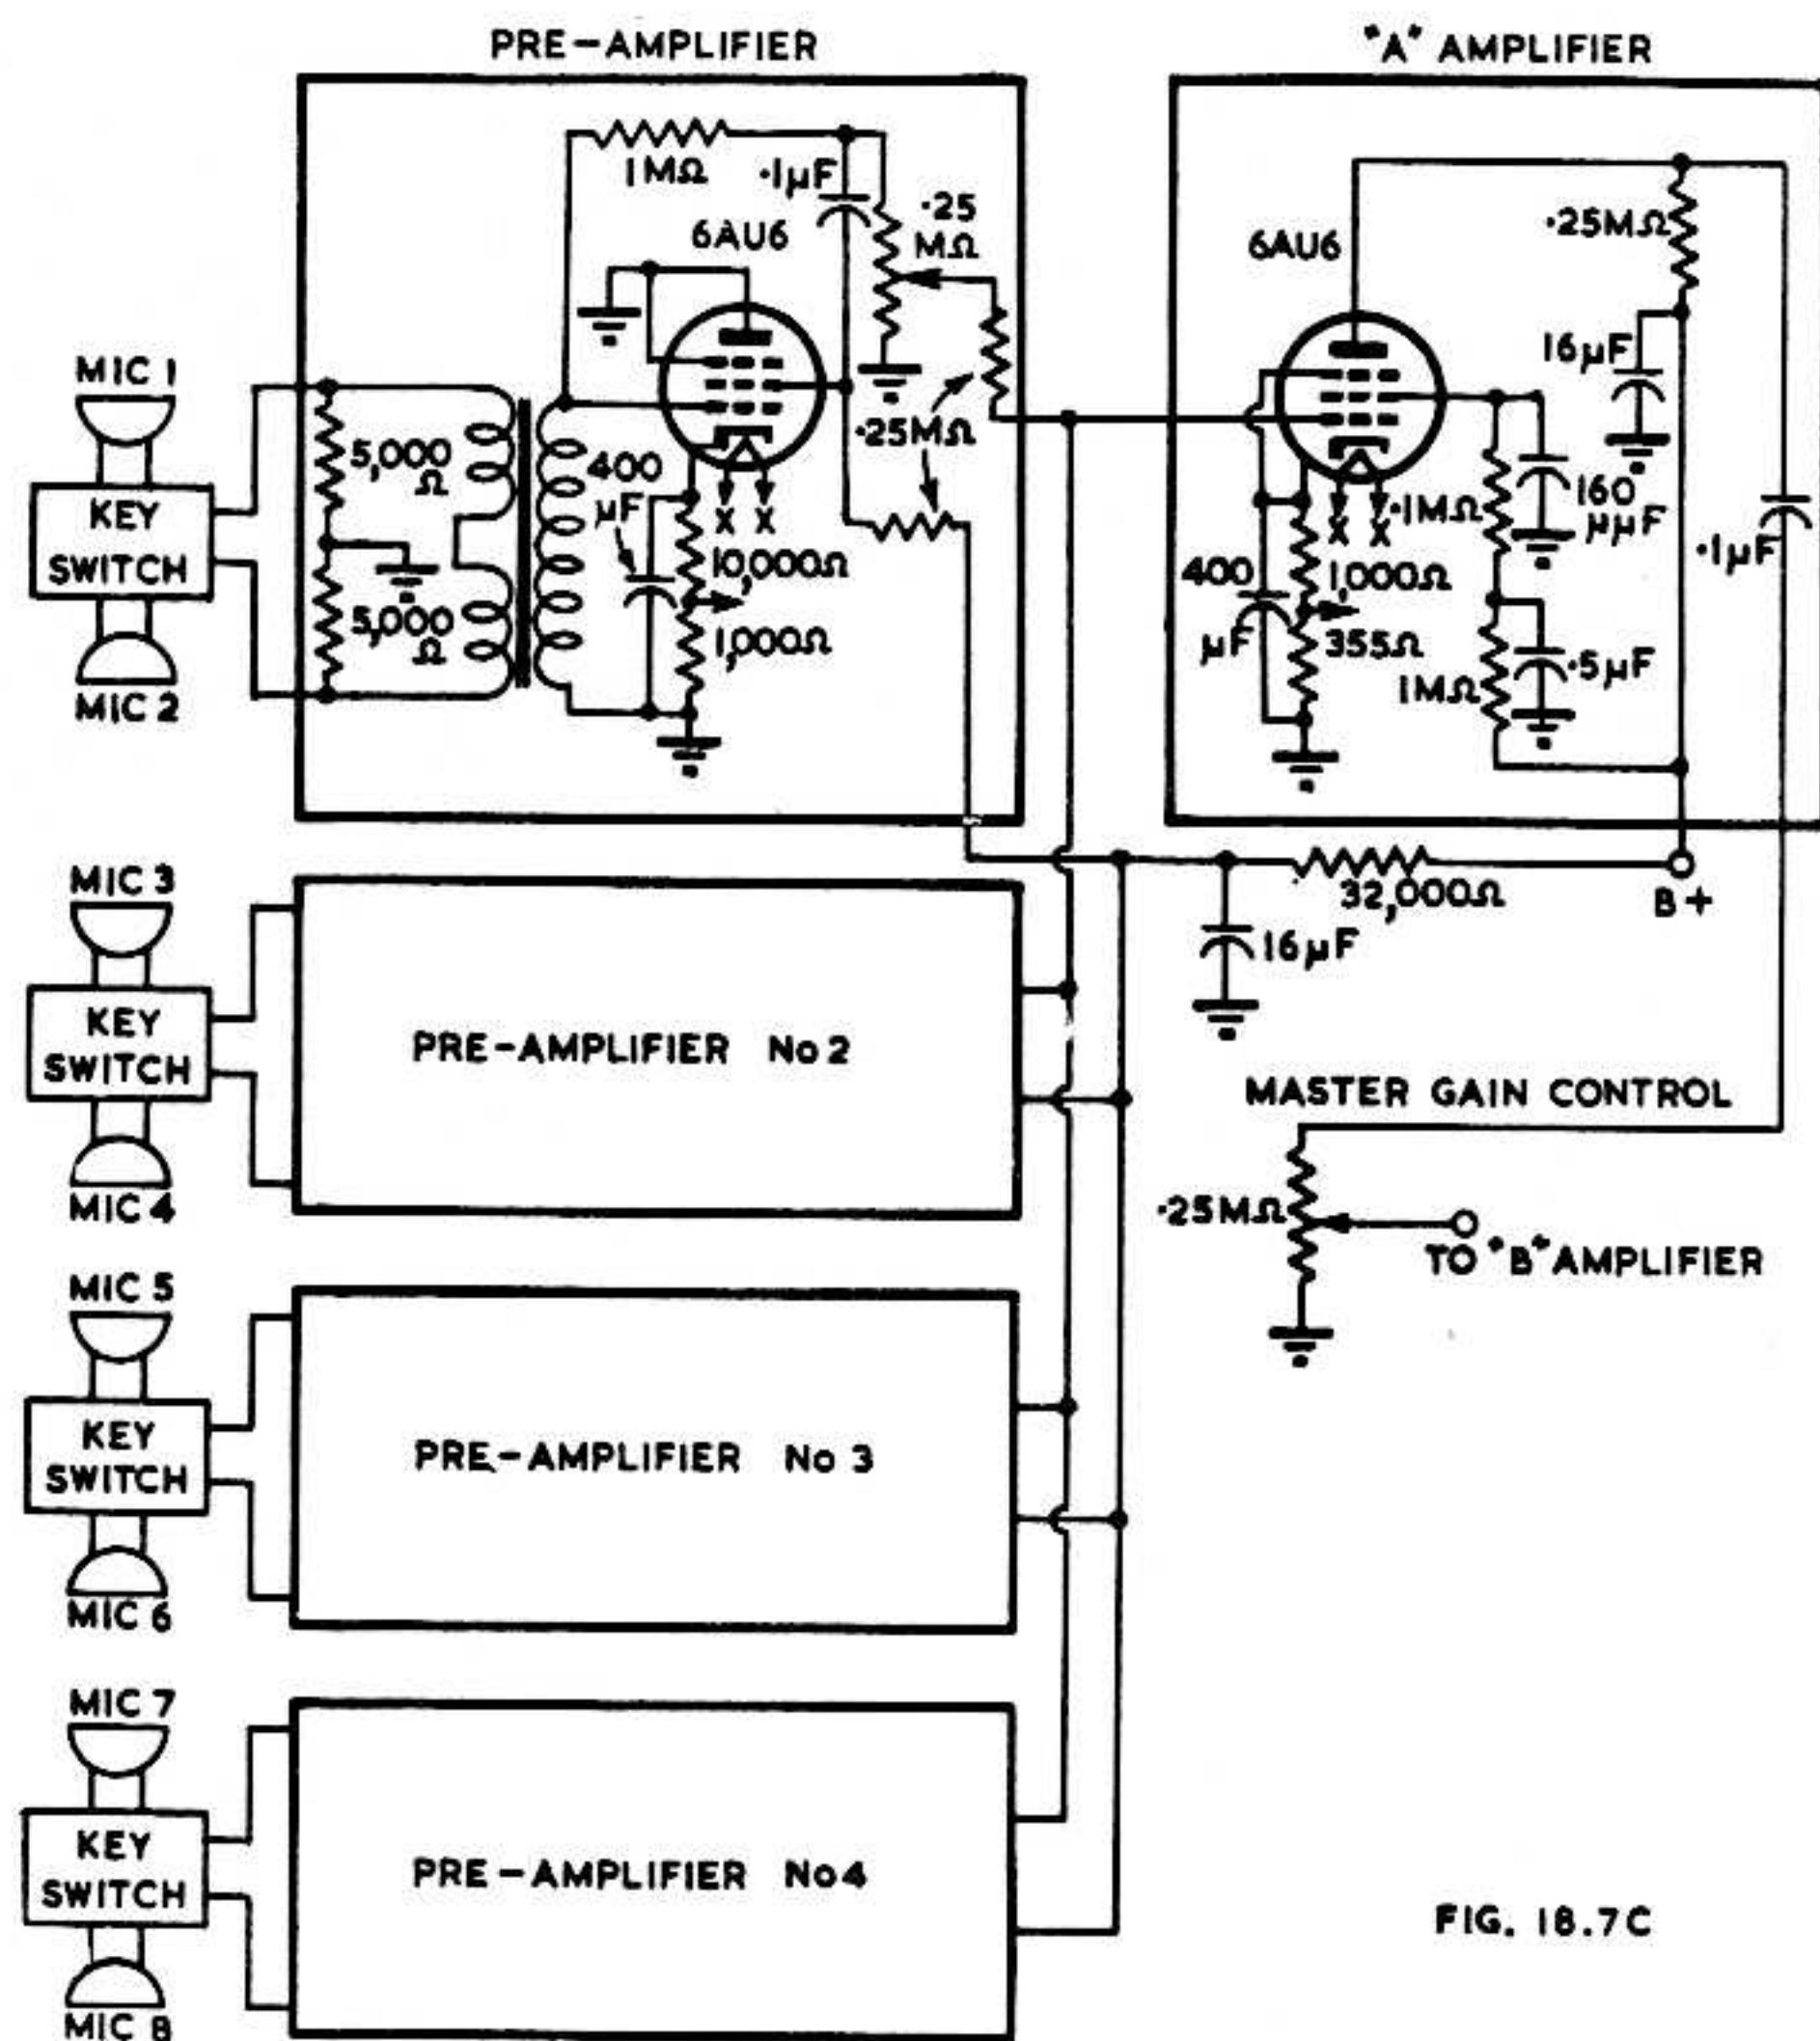 PRE-AMPLIFIER
"A" AMPLIFIER
1MΩ
.1µF
.25
MΩ
6AU6
6AU6
.25MΩ
16µF
MIC 1
KEY
SWITCH
MIC 2
5,000
Ω
5,000
Ω
400
µF
X X
10,000Ω
1,000Ω
.25MΩ
.1MΩ
X X
160
µµF
.1µF
400
µF
1,000Ω
355Ω
1MΩ
.5µF
32,000Ω
B+
16µF
MIC 3
KEY
SWITCH
MIC 4
PRE-AMPLIFIER No 2
MASTER GAIN CONTROL
.25MΩ
TO "B" AMPLIFIER
MIC 5
KEY
SWITCH
MIC 6
PRE-AMPLIFIER No 3
MIC 7
KEY
SWITCH
MIC 8
PRE-AMPLIFIER No 4
FIG. 18.7C